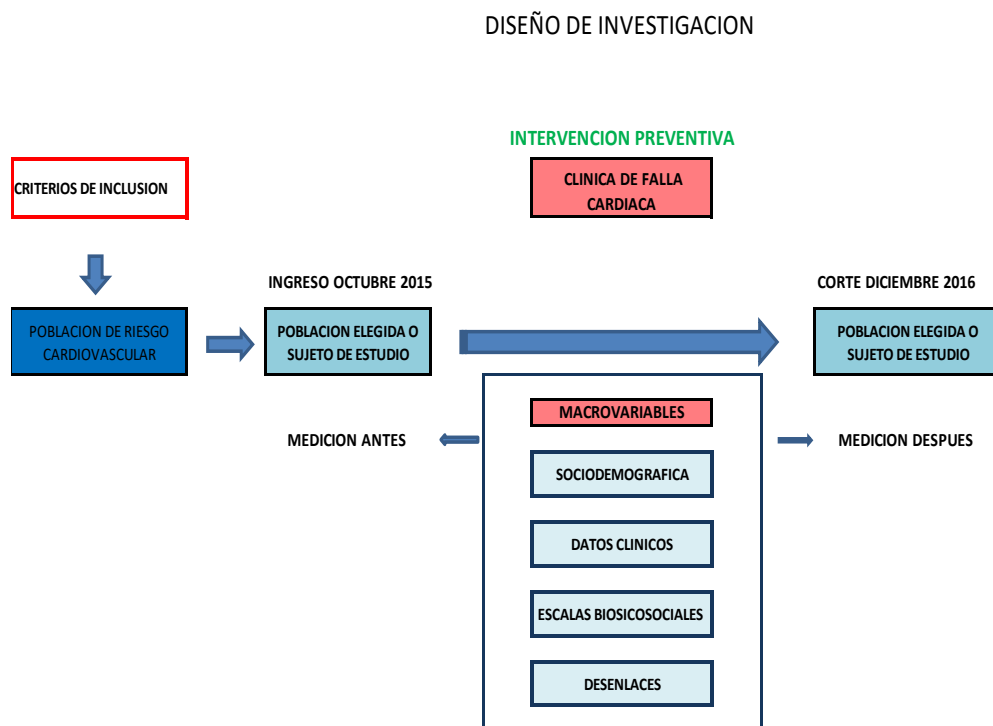 DISEÑO DE INVESTIGACION
INTERVENCION PREVENTIVA
CRITERIOS DE INCLUSION
CLINICA DE FALLA
CARDIACA
INGRESO OCTUBRE 2015
CORTE DICIEMBRE 2016
POBLACION DE RIESGO
CARDIOVASCULAR
POBLACION ELEGIDA O
SUJETO DE ESTUDIO
POBLACION ELEGIDA O
SUJETO DE ESTUDIO
MACROVARIABLES
MEDICION ANTES
MEDICION DESPUES
SOCIODEMOGRAFICA
DATOS CLINICOS
ESCALAS BIOSICOSOCIALES
DESENLACES